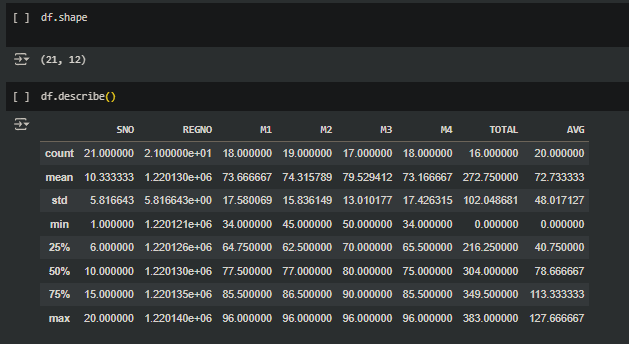 [ ] df.shape
(21, 12)
[ ] df.describe()
SNO REGNO M1 M2 M3 M4 TOTAL AVG
count 21.000000 2.100000e+01 18.000000 19.000000 17.000000 18.000000 16.000000 20.000000
mean 10.333333 1.220130e+06 73.666667 74.315789 79.529412 73.166667 272.750000 72.733333
std 5.816643 5.816643e+00 17.580069 15.836149 13.010177 17.426315 102.048681 48.017127
min 1.000000 1.220121e+06 34.000000 45.000000 50.000000 34.000000 0.000000 0.000000
25% 6.000000 1.220126e+06 64.750000 62.500000 70.000000 65.500000 216.250000 40.750000
50% 10.000000 1.220130e+06 77.500000 77.000000 80.000000 75.000000 304.000000 78.666667
75% 15.000000 1.220135e+06 85.500000 86.500000 90.000000 85.500000 349.500000 113.333333
max 20.000000 1.220140e+06 96.000000 96.000000 96.000000 96.000000 383.000000 127.666667